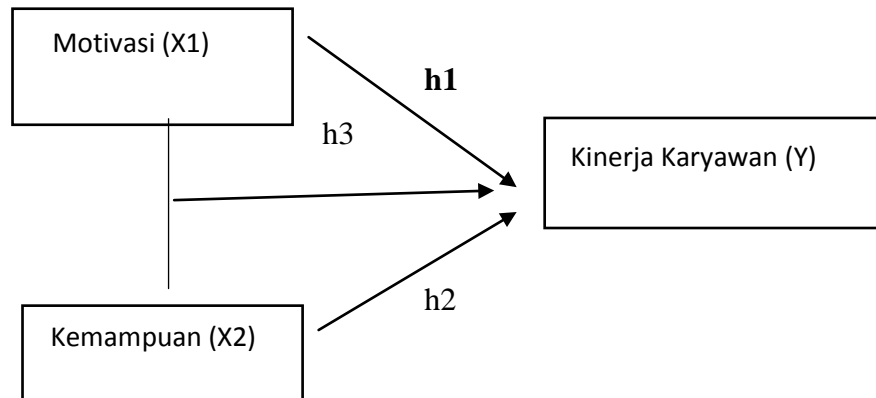 Motivasi (X1)
h1
h3
Kinerja Karyawan (Y)
h2
Kemampuan (X2)